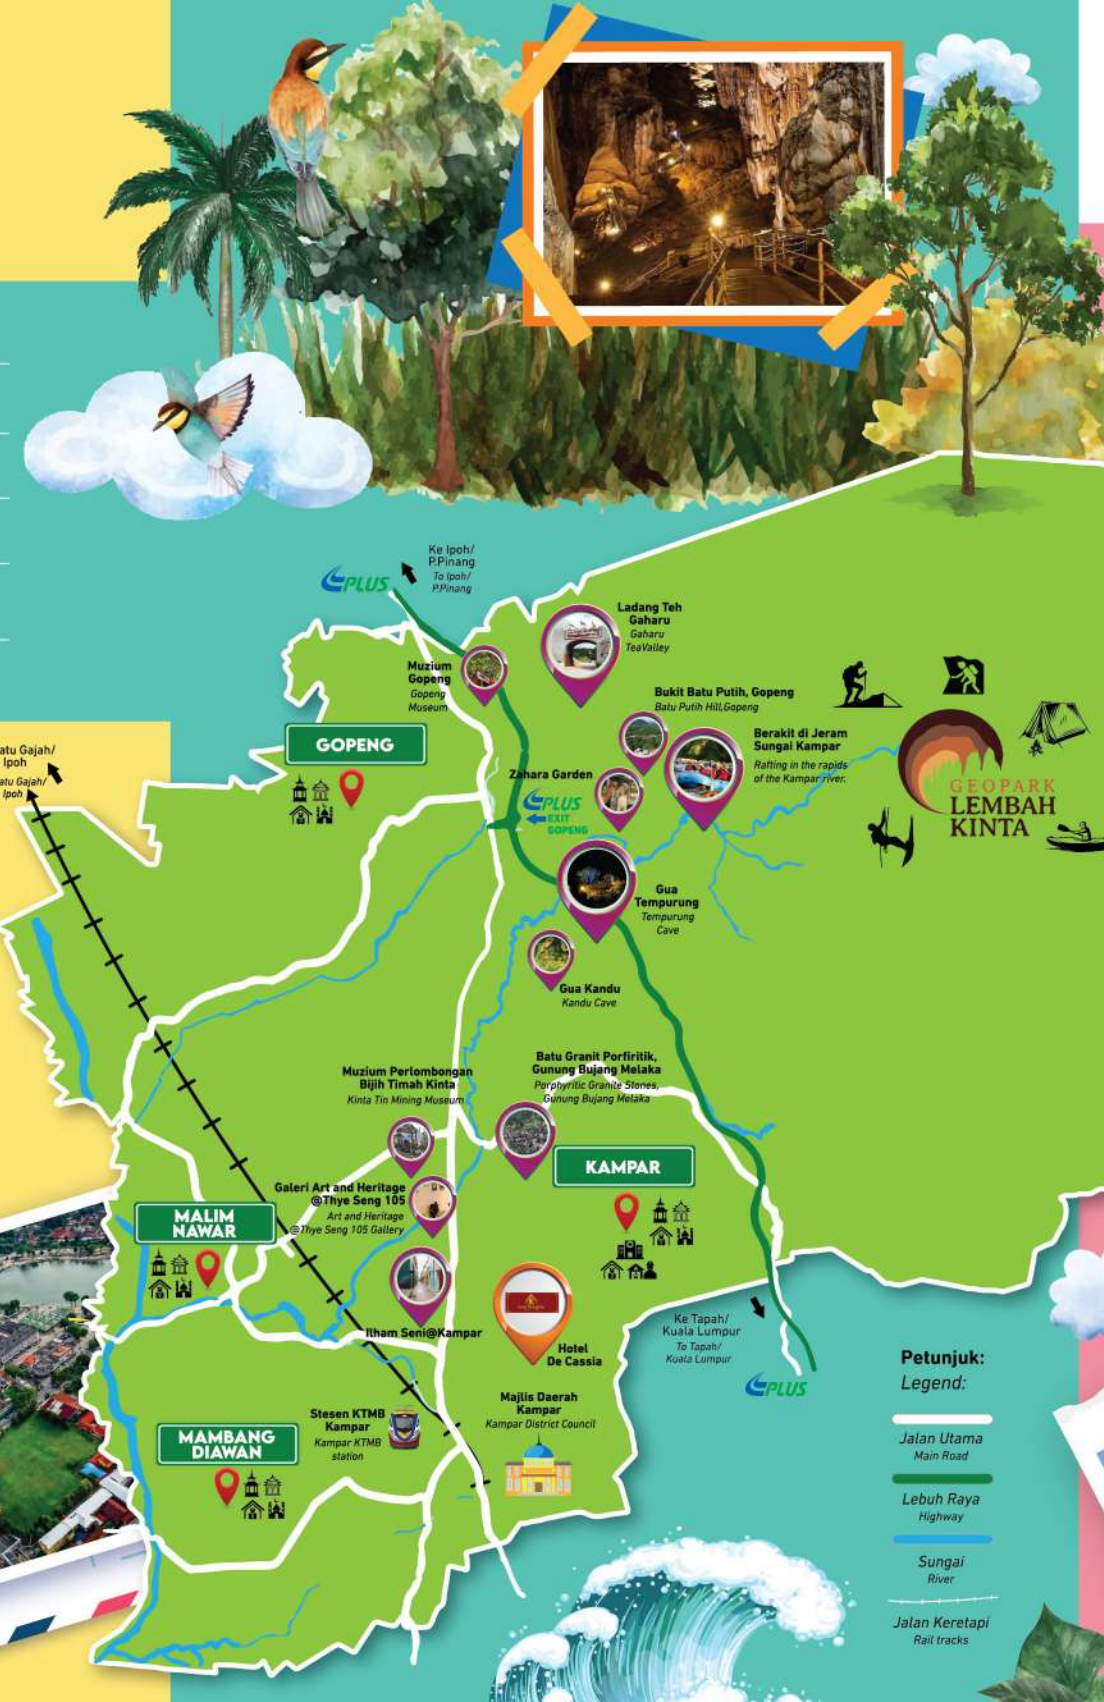 Ke Ipoh/
P.Pinang
To Ipoh/
P.Pinang
PLUS
Ladang Teh
Gaharu
Gaharu
TeaValley
Muzium
Gopeng
Gopeng
Museum
Bukit Batu Putih, Gopeng
Batu Putih Hill,Gopeng
Berakit di Jeram
Sungai Kampar
Rafting in the rapids
of the Kampar river.
GOPENG
atu Gajah/
Ipoh
atu Gajah/
Ipoh
Zahara Garden
PLUS
EXIT
GOPENG
GEOPARK
LEMBAH
KINTA
Gua
Tempurung
Tempurung
Cave
Gua Kandu
Kandu Cave
Muzium Perlombongan
Bijih Timah Kinta
Kinta Tin Mining Museum
Batu Granit Porfiritik,
Gunung Bujang Melaka
Porphyritic Granite Stones,
Gunung Bujang Melaka
KAMPAR
Galeri Art and Heritage
@Thye Seng 105
Art and Heritage
@Thye Seng 105 Gallery
MALIM
NAWAR
Ilham Seni@Kampar
Hotel
De Cassia
Ke Tapah/
Kuala Lumpur
To Tapah/
Kuala Lumpur
PLUS
Majlis Daerah
Kampar
Kampar District Council
Stesen KTMB
Kampar
Kampar KTMB
station
MAMBANG
DIAWAN
Petunjuk:
Legend:
Jalan Utama
Main Road
Lebuh Raya
Highway
Sungai
River
Jalan Keretapi
Rail tracks